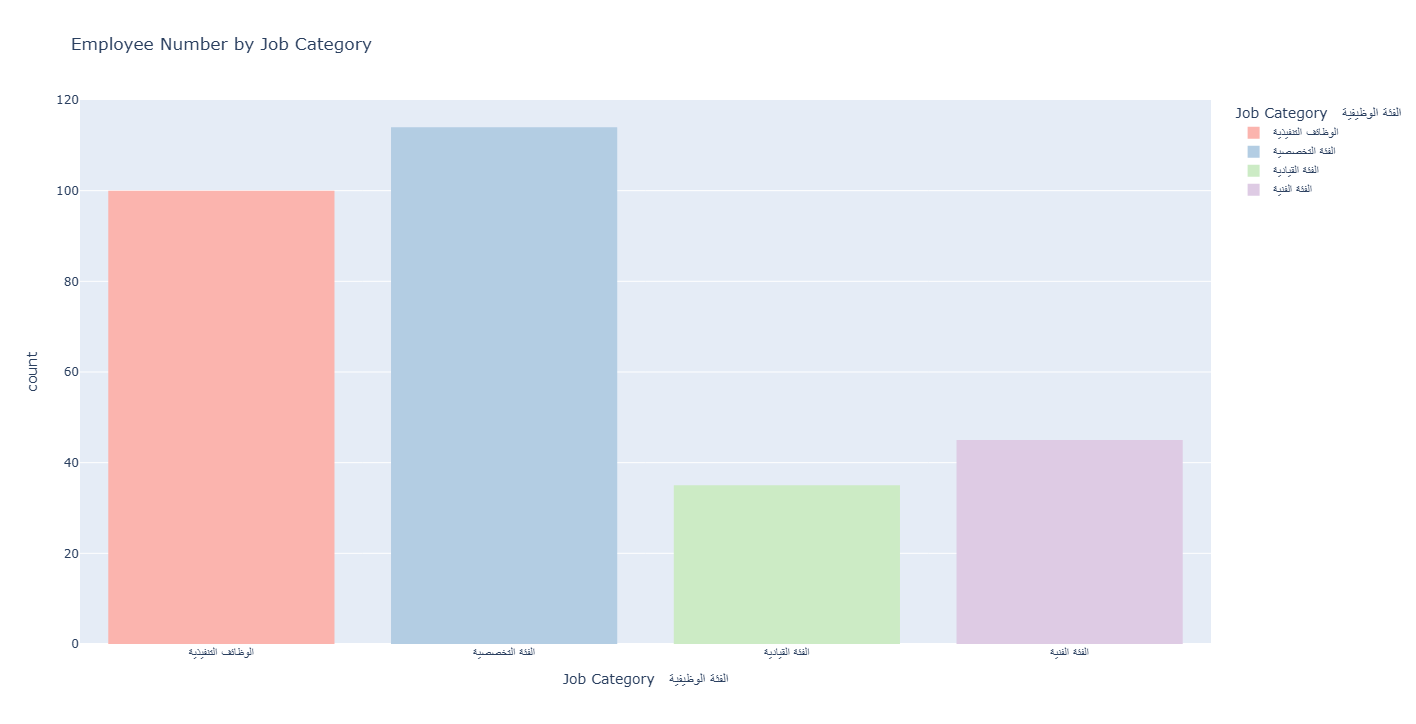 Employee Number by Job Category
120
100
80
60
40
20
0
count
الوظائف التنفيذية
الفئة التخصصية
الفئة القيادية
الفئة الفنية
Job Category الفئة الوظيفية
Job Category الفئة الوظيفية
الوظائف التنفيذية
الفئة التخصصية
الفئة القيادية
الفئة الفنية